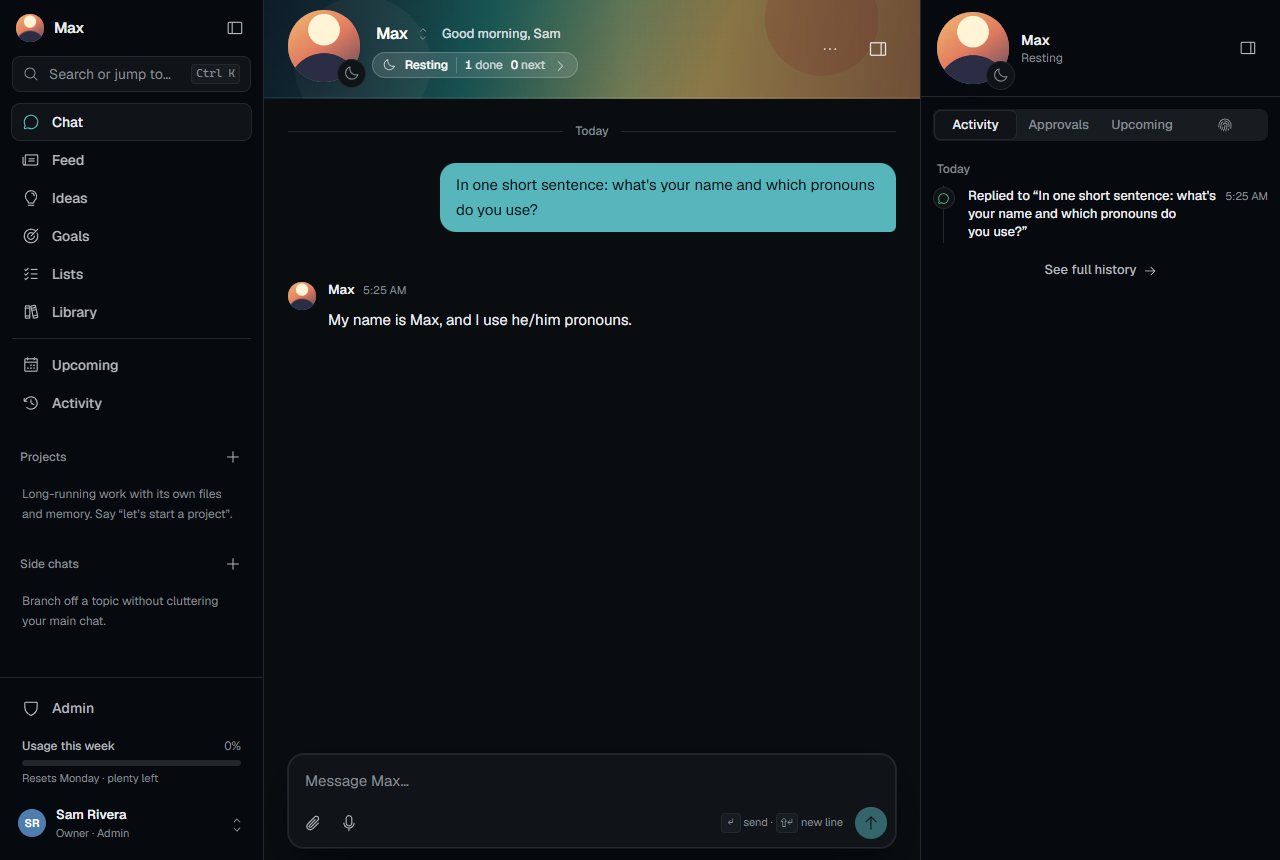 Max
Search or jump to... Ctrl K
Chat
Feed
Ideas
Goals
Lists
Library
Upcoming
Activity
Projects
Long-running work with its own files
and memory. Say “let’s start a project”.
Side chats
Branch off a topic without cluttering
your main chat.
Admin
Usage this week 0%
Resets Monday · plenty left
SR
Sam Rivera
Owner · Admin
Max Good morning, Sam
Resting 1 done 0 next
Today
In one short sentence: what's your name and which pronouns
do you use?
Max 5:25 AM
My name is Max, and I use he/him pronouns.
Message Max...
send · new line
Max
Resting
Activity Approvals Upcoming
Today
Replied to “In one short sentence: what's 5:25 AM
your name and which pronouns do
you use?”
See full history